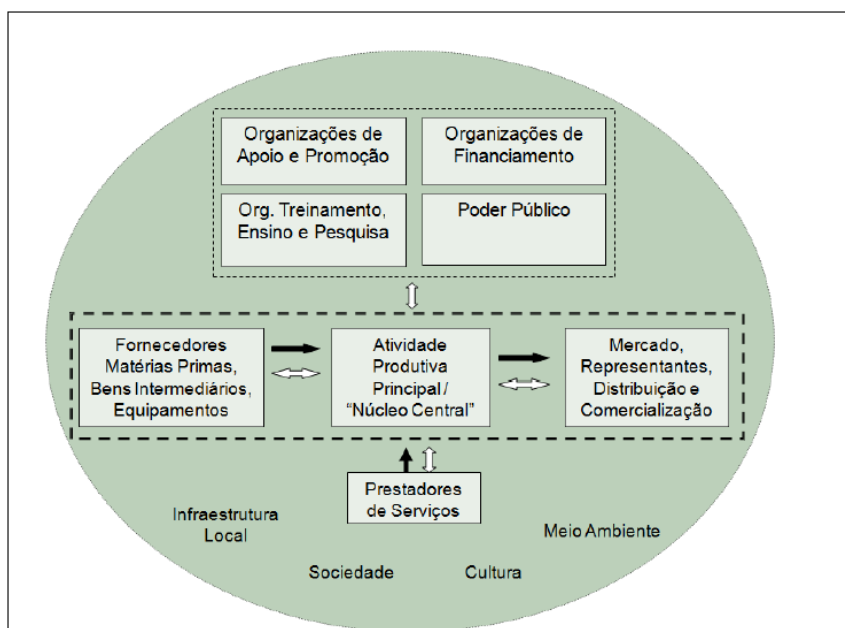 Organizações de
Apoio e Promoção
Organizações de
Financiamento
Org. Treinamento,
Ensino e Pesquisa
Poder Público
Fornecedores
Matérias Primas,
Bens Intermediários,
Equipamentos
Atividade
Produtiva
Principal /
“Núcleo Central”
Mercado,
Representantes,
Distribuição e
Comercialização
Prestadores
de Serviços
Infraestrutura
Local
Meio Ambiente
Sociedade
Cultura